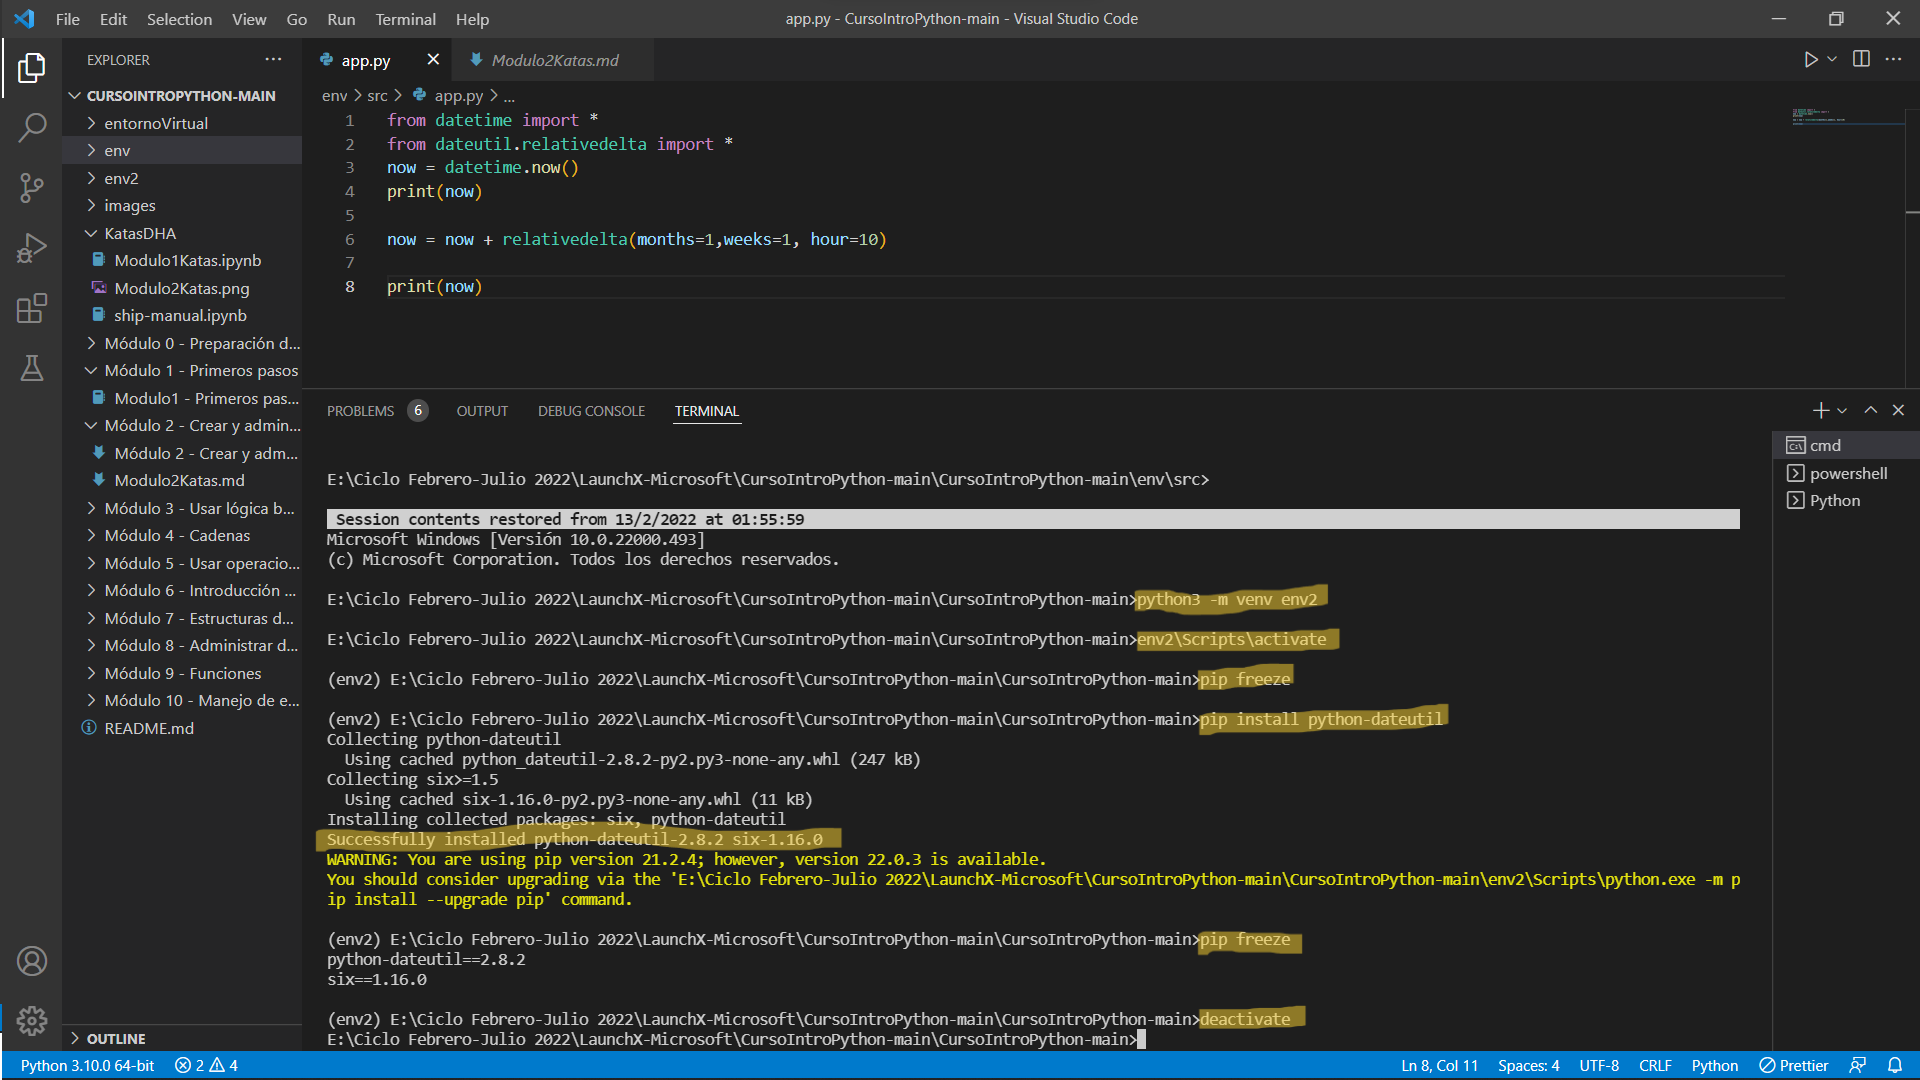 File Edit Selection View Go Run Terminal Help
app.py - CursoIntroPython-main - Visual Studio Code
EXPLORER
CURSOINTROPYTHON-MAIN
entornoVirtual
env
env2
images
KatasDHA
Modulo1Katas.ipynb
Modulo2Katas.png
ship-manual.ipynb
Módulo 0 - Preparación d...
Módulo 1 - Primeros pasos
Modulo1 - Primeros pas...
Módulo 2 - Crear y admin...
Módulo 2 - Crear y adm...
Modulo2Katas.md
Módulo 3 - Usar lógica b...
Módulo 4 - Cadenas
Módulo 5 - Usar operacio...
Módulo 6 - Introducción ...
Módulo 7 - Estructuras d...
Módulo 8 - Administrar d...
Módulo 9 - Funciones
Módulo 10 - Manejo de e...
README.md
OUTLINE
app.py
Modulo2Katas.md
env > src > app.py > ...
1 from datetime import *
2 from dateutil.relativedelta import *
3 now = datetime.now()
4 print(now)
5
6 now = now + relativedelta(months=1,weeks=1, hour=10)
7
8 print(now)
PROBLEMS 6 OUTPUT DEBUG CONSOLE TERMINAL
cmd
powershell
Python
E:\Ciclo Febrero-Julio 2022\LaunchX-Microsoft\CursoIntroPython-main\CursoIntroPython-main\env\src>
Session contents restored from 13/2/2022 at 01:55:59
Microsoft Windows [Versión 10.0.22000.493]
(c) Microsoft Corporation. Todos los derechos reservados.
E:\Ciclo Febrero-Julio 2022\LaunchX-Microsoft\CursoIntroPython-main\CursoIntroPython-main>python3 -m venv env2
E:\Ciclo Febrero-Julio 2022\LaunchX-Microsoft\CursoIntroPython-main\CursoIntroPython-main>env2\Scripts\activate
(env2) E:\Ciclo Febrero-Julio 2022\LaunchX-Microsoft\CursoIntroPython-main\CursoIntroPython-main>pip freeze
(env2) E:\Ciclo Febrero-Julio 2022\LaunchX-Microsoft\CursoIntroPython-main\CursoIntroPython-main>pip install python-dateutil
Collecting python-dateutil
Using cached python_dateutil-2.8.2-py2.py3-none-any.whl (247 kB)
Collecting six>=1.5
Using cached six-1.16.0-py2.py3-none-any.whl (11 kB)
Installing collected packages: six, python-dateutil
Successfully installed python-dateutil-2.8.2 six-1.16.0
WARNING: You are using pip version 21.2.4; however, version 22.0.3 is available.
You should consider upgrading via the 'E:\Ciclo Febrero-Julio 2022\LaunchX-Microsoft\CursoIntroPython-main\CursoIntroPython-main\env2\Scripts\python.exe -m p
ip install --upgrade pip' command.
(env2) E:\Ciclo Febrero-Julio 2022\LaunchX-Microsoft\CursoIntroPython-main\CursoIntroPython-main>pip freeze
python-dateutil==2.8.2
six==1.16.0
(env2) E:\Ciclo Febrero-Julio 2022\LaunchX-Microsoft\CursoIntroPython-main\CursoIntroPython-main>deactivate
E:\Ciclo Febrero-Julio 2022\LaunchX-Microsoft\CursoIntroPython-main\CursoIntroPython-main>
Python 3.10.0 64-bit 2 4 Ln 8, Col 11 Spaces: 4 UTF-8 CRLF Python Prettier